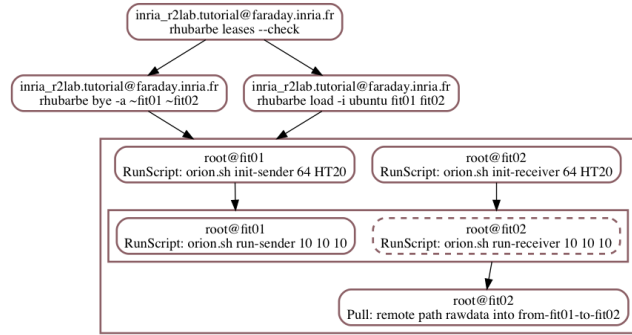 inria_r2lab.tutorial@faraday.inria.fr
rhubarbe leases --check
inria_r2lab.tutorial@faraday.inria.fr
rhubarbe bye -a ~fit01 ~fit02
inria_r2lab.tutorial@faraday.inria.fr
rhubarbe load -i ubuntu fit01 fit02
root@fit01
RunScript: orion.sh init-sender 64 HT20
root@fit02
RunScript: orion.sh init-receiver 64 HT20
root@fit01
RunScript: orion.sh run-sender 10 10 10
root@fit02
RunScript: orion.sh run-receiver 10 10 10
root@fit02
Pull: remote path rawdata into from-fit01-to-fit02